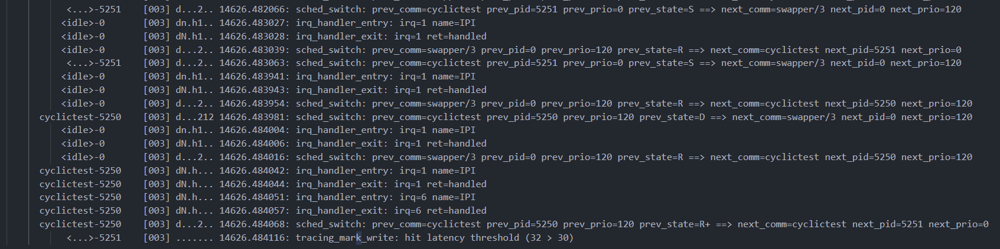 <...>-5251 [003] d...2.. 14626.482066: sched_switch: prev_comm=cyclictest prev_pid=5251 prev_prio=0 prev_state=S ==> next_comm=swapper/3 next_pid=0 next_prio=120
<idle>-0 [003] dn.h1.. 14626.483027: irq_handler_entry: irq=1 name=IPI
<idle>-0 [003] dN.h1.. 14626.483028: irq_handler_exit: irq=1 ret=handled
<idle>-0 [003] d...2.. 14626.483039: sched_switch: prev_comm=swapper/3 prev_pid=0 prev_prio=120 prev_state=R ==> next_comm=cyclictest next_pid=5251 next_prio=0
<...>-5251 [003] d...2.. 14626.483063: sched_switch: prev_comm=cyclictest prev_pid=5251 prev_prio=0 prev_state=S ==> next_comm=swapper/3 next_pid=0 next_prio=120
<idle>-0 [003] dn.h1.. 14626.483941: irq_handler_entry: irq=1 name=IPI
<idle>-0 [003] dN.h1.. 14626.483943: irq_handler_exit: irq=1 ret=handled
<idle>-0 [003] d...2.. 14626.483954: sched_switch: prev_comm=swapper/3 prev_pid=0 prev_prio=120 prev_state=R ==> next_comm=cyclictest next_pid=5250 next_prio=120
cyclictest-5250 [003] d...212 14626.483981: sched_switch: prev_comm=cyclictest prev_pid=5250 prev_prio=120 prev_state=D ==> next_comm=swapper/3 next_pid=0 next_prio=120
<idle>-0 [003] dn.h1.. 14626.484004: irq_handler_entry: irq=1 name=IPI
<idle>-0 [003] dN.h1.. 14626.484006: irq_handler_exit: irq=1 ret=handled
<idle>-0 [003] d...2.. 14626.484016: sched_switch: prev_comm=swapper/3 prev_pid=0 prev_prio=120 prev_state=R ==> next_comm=cyclictest next_pid=5250 next_prio=120
cyclictest-5250 [003] dN.h... 14626.484042: irq_handler_entry: irq=1 name=IPI
cyclictest-5250 [003] dN.h... 14626.484044: irq_handler_exit: irq=1 ret=handled
cyclictest-5250 [003] dN.h... 14626.484051: irq_handler_entry: irq=6 name=IPI
cyclictest-5250 [003] dN.h... 14626.484057: irq_handler_exit: irq=6 ret=handled
cyclictest-5250 [003] d...2.. 14626.484068: sched_switch: prev_comm=cyclictest prev_pid=5250 prev_prio=120 prev_state=R+ ==> next_comm=cyclictest next_pid=5251 next_prio=0
<...>-5251 [003] ....... 14626.484116: tracing_mark_write: hit latency threshold (32 > 30)